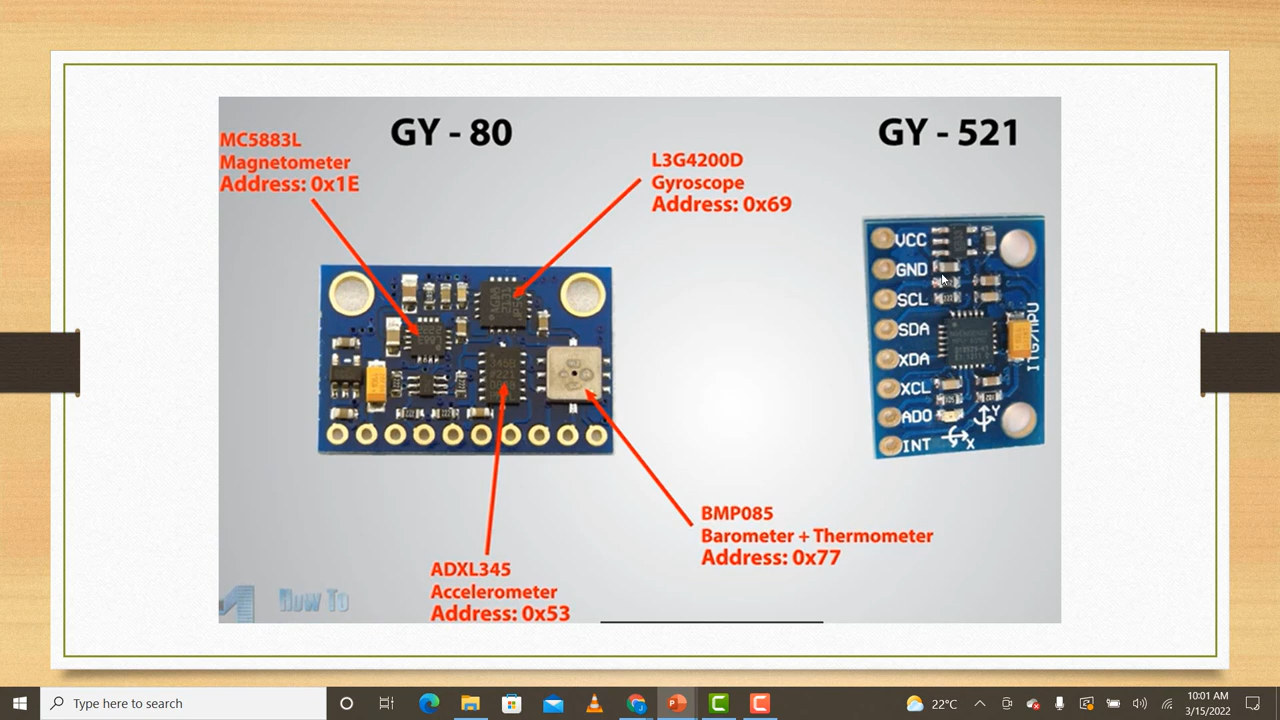 GY - 80
GY - 521
MC5883L
Magnetometer
Address: 0x1E
L3G4200D
Gyroscope
Address: 0x69
VCC
GND
SCL
SDA
XDA
XCL
ADO
INT
ITG/MPU
Y
X
BMP085
Barometer + Thermometer
Address: 0x77
ADXL345
Accelerometer
Address: 0x53
How To
Type here to search
22°C
10:01 AM
3/15/2022